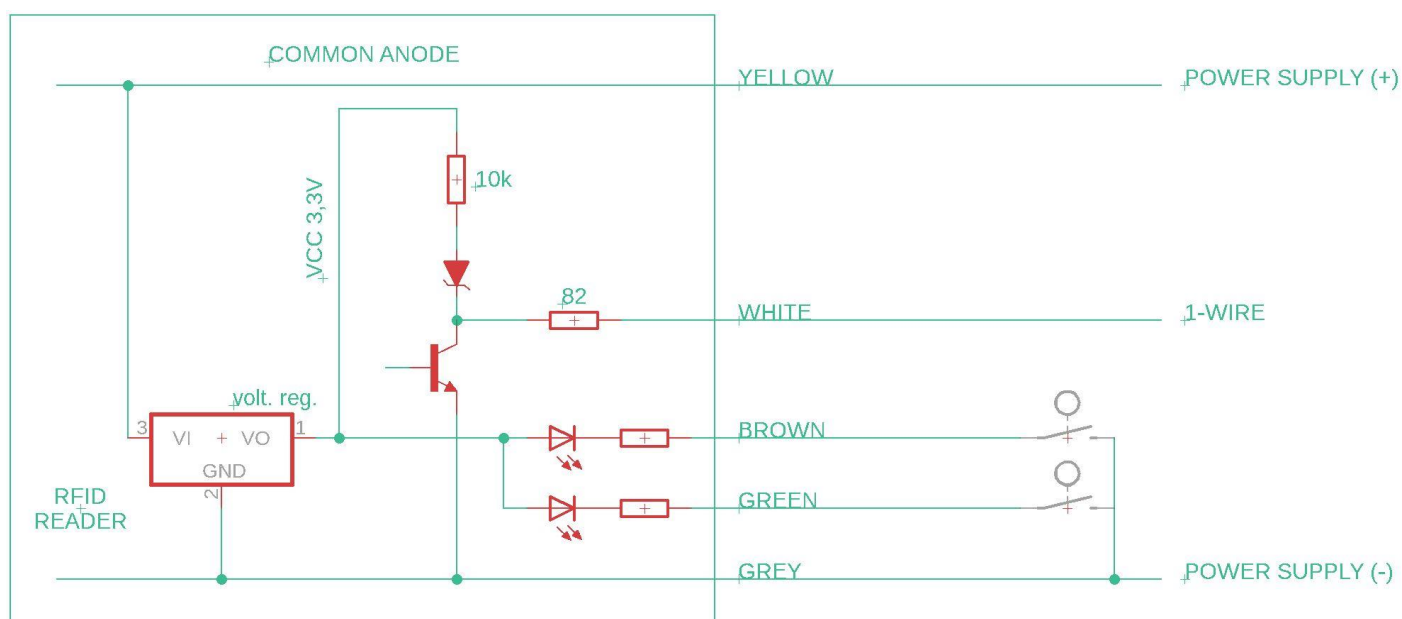 COMMON ANODE
YELLOW
POWER SUPPLY (+)
10k
VCC 3,3V
82
WHITE
1-WIRE
volt. reg.
3
VI
VO
1
GND
2
BROWN
RFID
READER
GREEN
GREY
POWER SUPPLY (-)